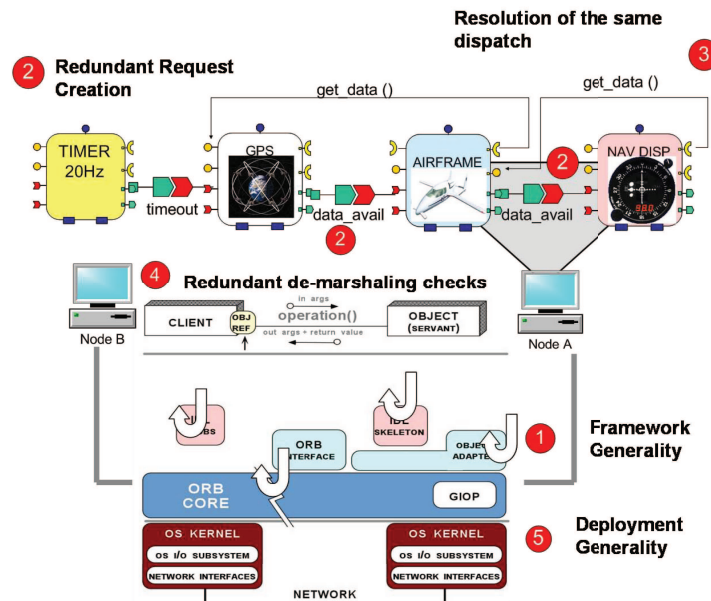 Resolution of the same
dispatch
3
2
Redundant Request
Creation
get_data ()
get_data ()
TIMER
20Hz
GPS
AIRFRAME
2
NAV DISP
timeout
data_avail
data_avail
2
4
Redundant de-marshaling checks
in args
CLIENT
OBJ
REF
operation()
OBJECT
(SERVANT)
out args + return value
Node B
Node A
SKELETON
ORB
INTERFACE
OBJECT
1
Framework
Generality
ORB
CORE
GIOP
OS KERNEL
OS I/O SUBSYSTEM
NETWORK INTERFACES
OS KERNEL
OS I/O SUBSYSTEM
NETWORK INTERFACES
5
Deployment
Generality
NETWORK